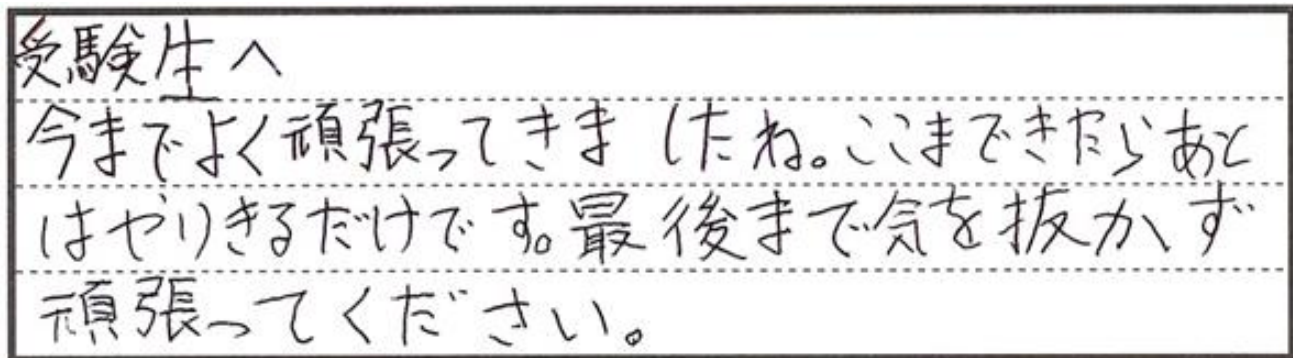 受験生へ
今までよく頑張ってきましたね。ここまできたらあと
はやりきるだけです。最後まで気を抜かず
頑張ってください。